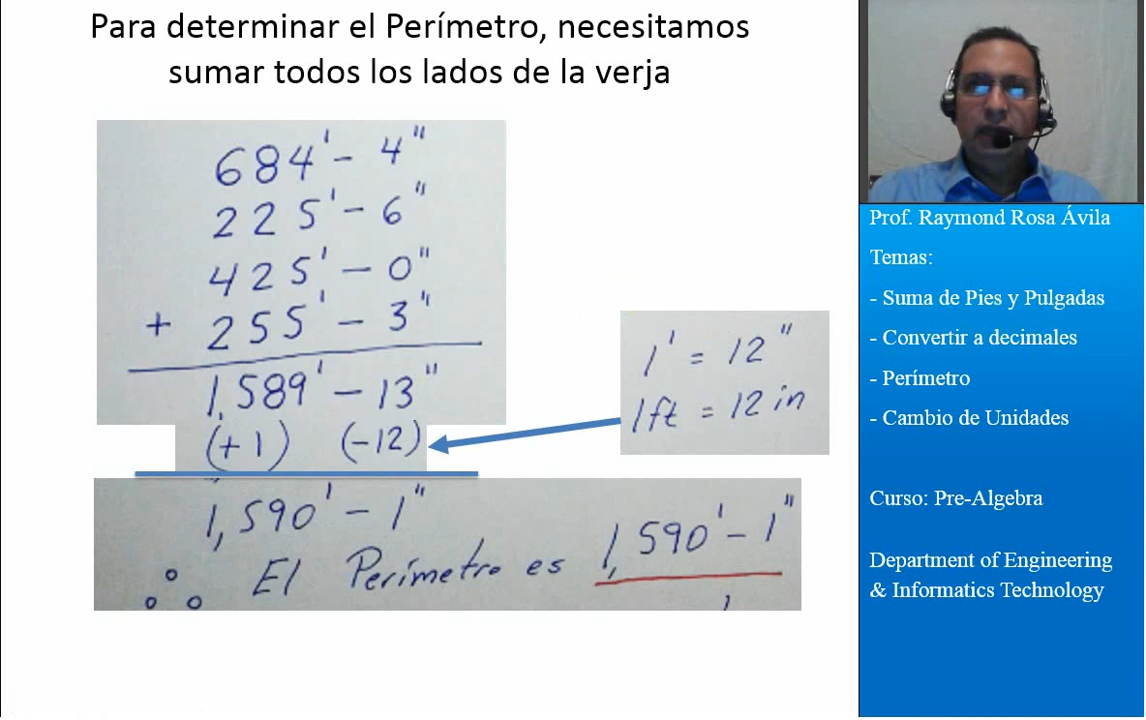 Para determinar el Perímetro, necesitamos
sumar todos los lados de la verja
684' - 4"
225' - 6"
425' - 0"
+ 255' - 3"
1,589' - 13"
(+1) (-12)
1,590' - 1"
∴ El Perímetro es 1,590' - 1"
1' = 12"
1ft = 12 in
Prof. Raymond Rosa Ávila
Temas:
- Suma de Pies y Pulgadas
- Convertir a decimales
- Perímetro
- Cambio de Unidades
Curso: Pre-Algebra
Department of Engineering
& Informatics Technology